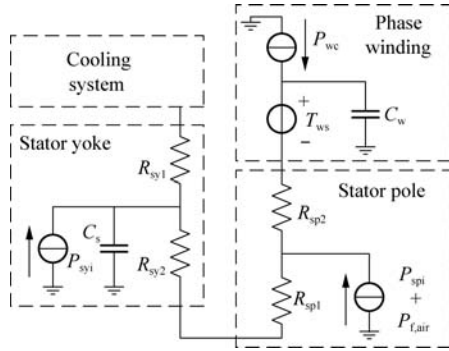 Cooling
system
Stator yoke
R_sy1
C_s
P_syi
R_sy2
Phase
winding
P_wc
+
T_ws
−
C_w
Stator pole
R_sp2
R_sp1
P_spi
+
P_f,air